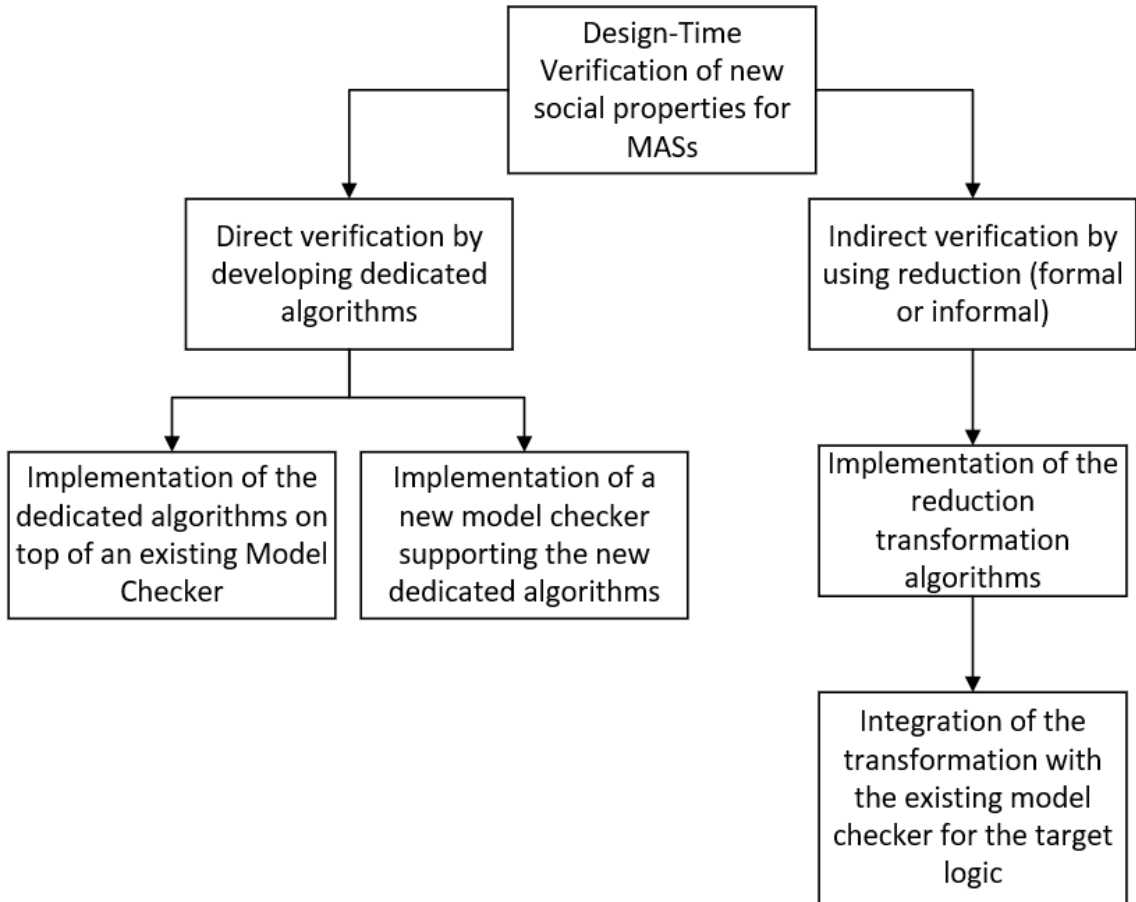 Design-Time
Verification of new
social properties for
MASs
Direct verification by
developing dedicated
algorithms
Indirect verification by
using reduction (formal
or informal)
Implementation of the
dedicated algorithms on
top of an existing Model
Checker
Implementation of a
new model checker
supporting the new
dedicated algorithms
Implementation of the
reduction
transformation
algorithms
Integration of the
transformation with
the existing model
checker for the target
logic